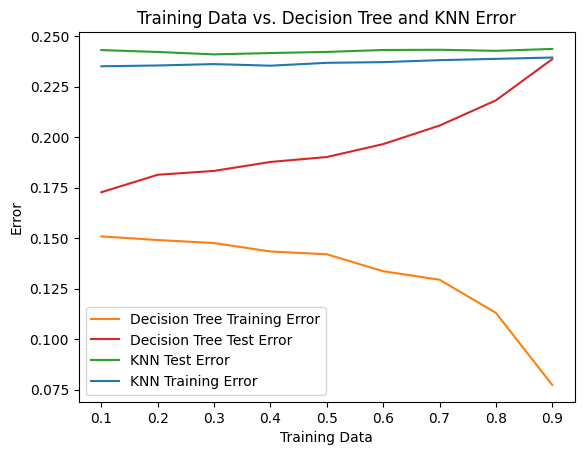 Training Data vs. Decision Tree and KNN Error
0.250
0.225
0.200
0.175
0.150
0.125
0.100
0.075
Error
Decision Tree Training Error
Decision Tree Test Error
KNN Test Error
KNN Training Error
0.1 0.2 0.3 0.4 0.5 0.6 0.7 0.8 0.9
Training Data